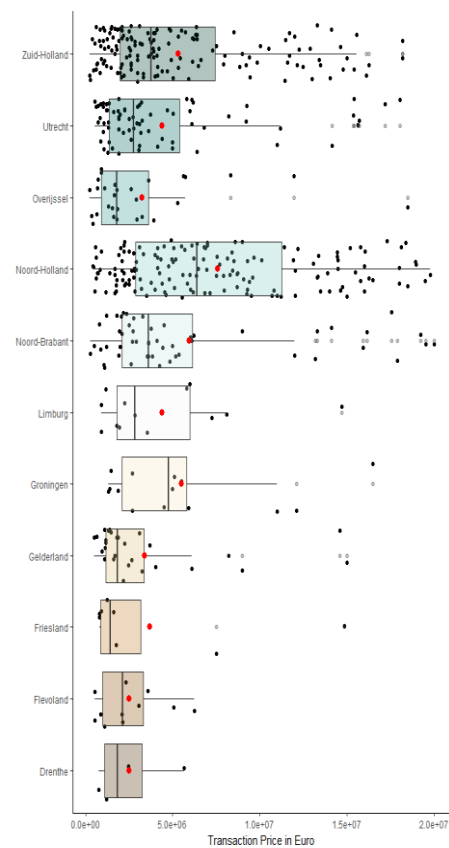 Zuid-Holland
Utrecht
Overijssel
Noord-Holland
Noord-Brabant
Limburg
Groningen
Gelderland
Friesland
Flevoland
Drenthe
0.0e+00 5.0e+06 1.0e+07 1.5e+07 2.0e+07
Transaction Price in Euro